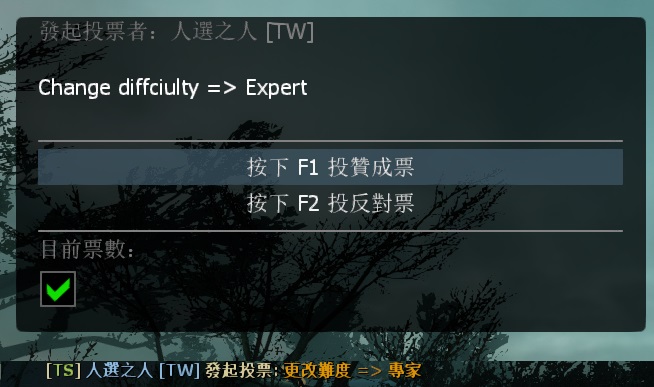 發起投票者: 人選之人 [TW]
Change diffciulty => Expert
按下 F1 投贊成票
按下 F2 投反對票
目前票數:
[TS] 人選之人 [TW] 發起投票: 更改難度 => 專家